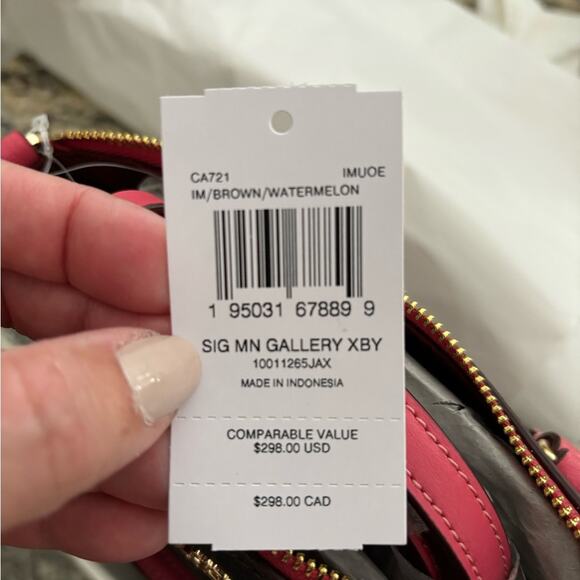 CA721 IMUOE
IM/BROWN/WATERMELON
1 95031 67889 9
SIG MN GALLERY XBY
10011265JAX
MADE IN INDONESIA
COMPARABLE VALUE
$298.00 USD
$298.00 CAD